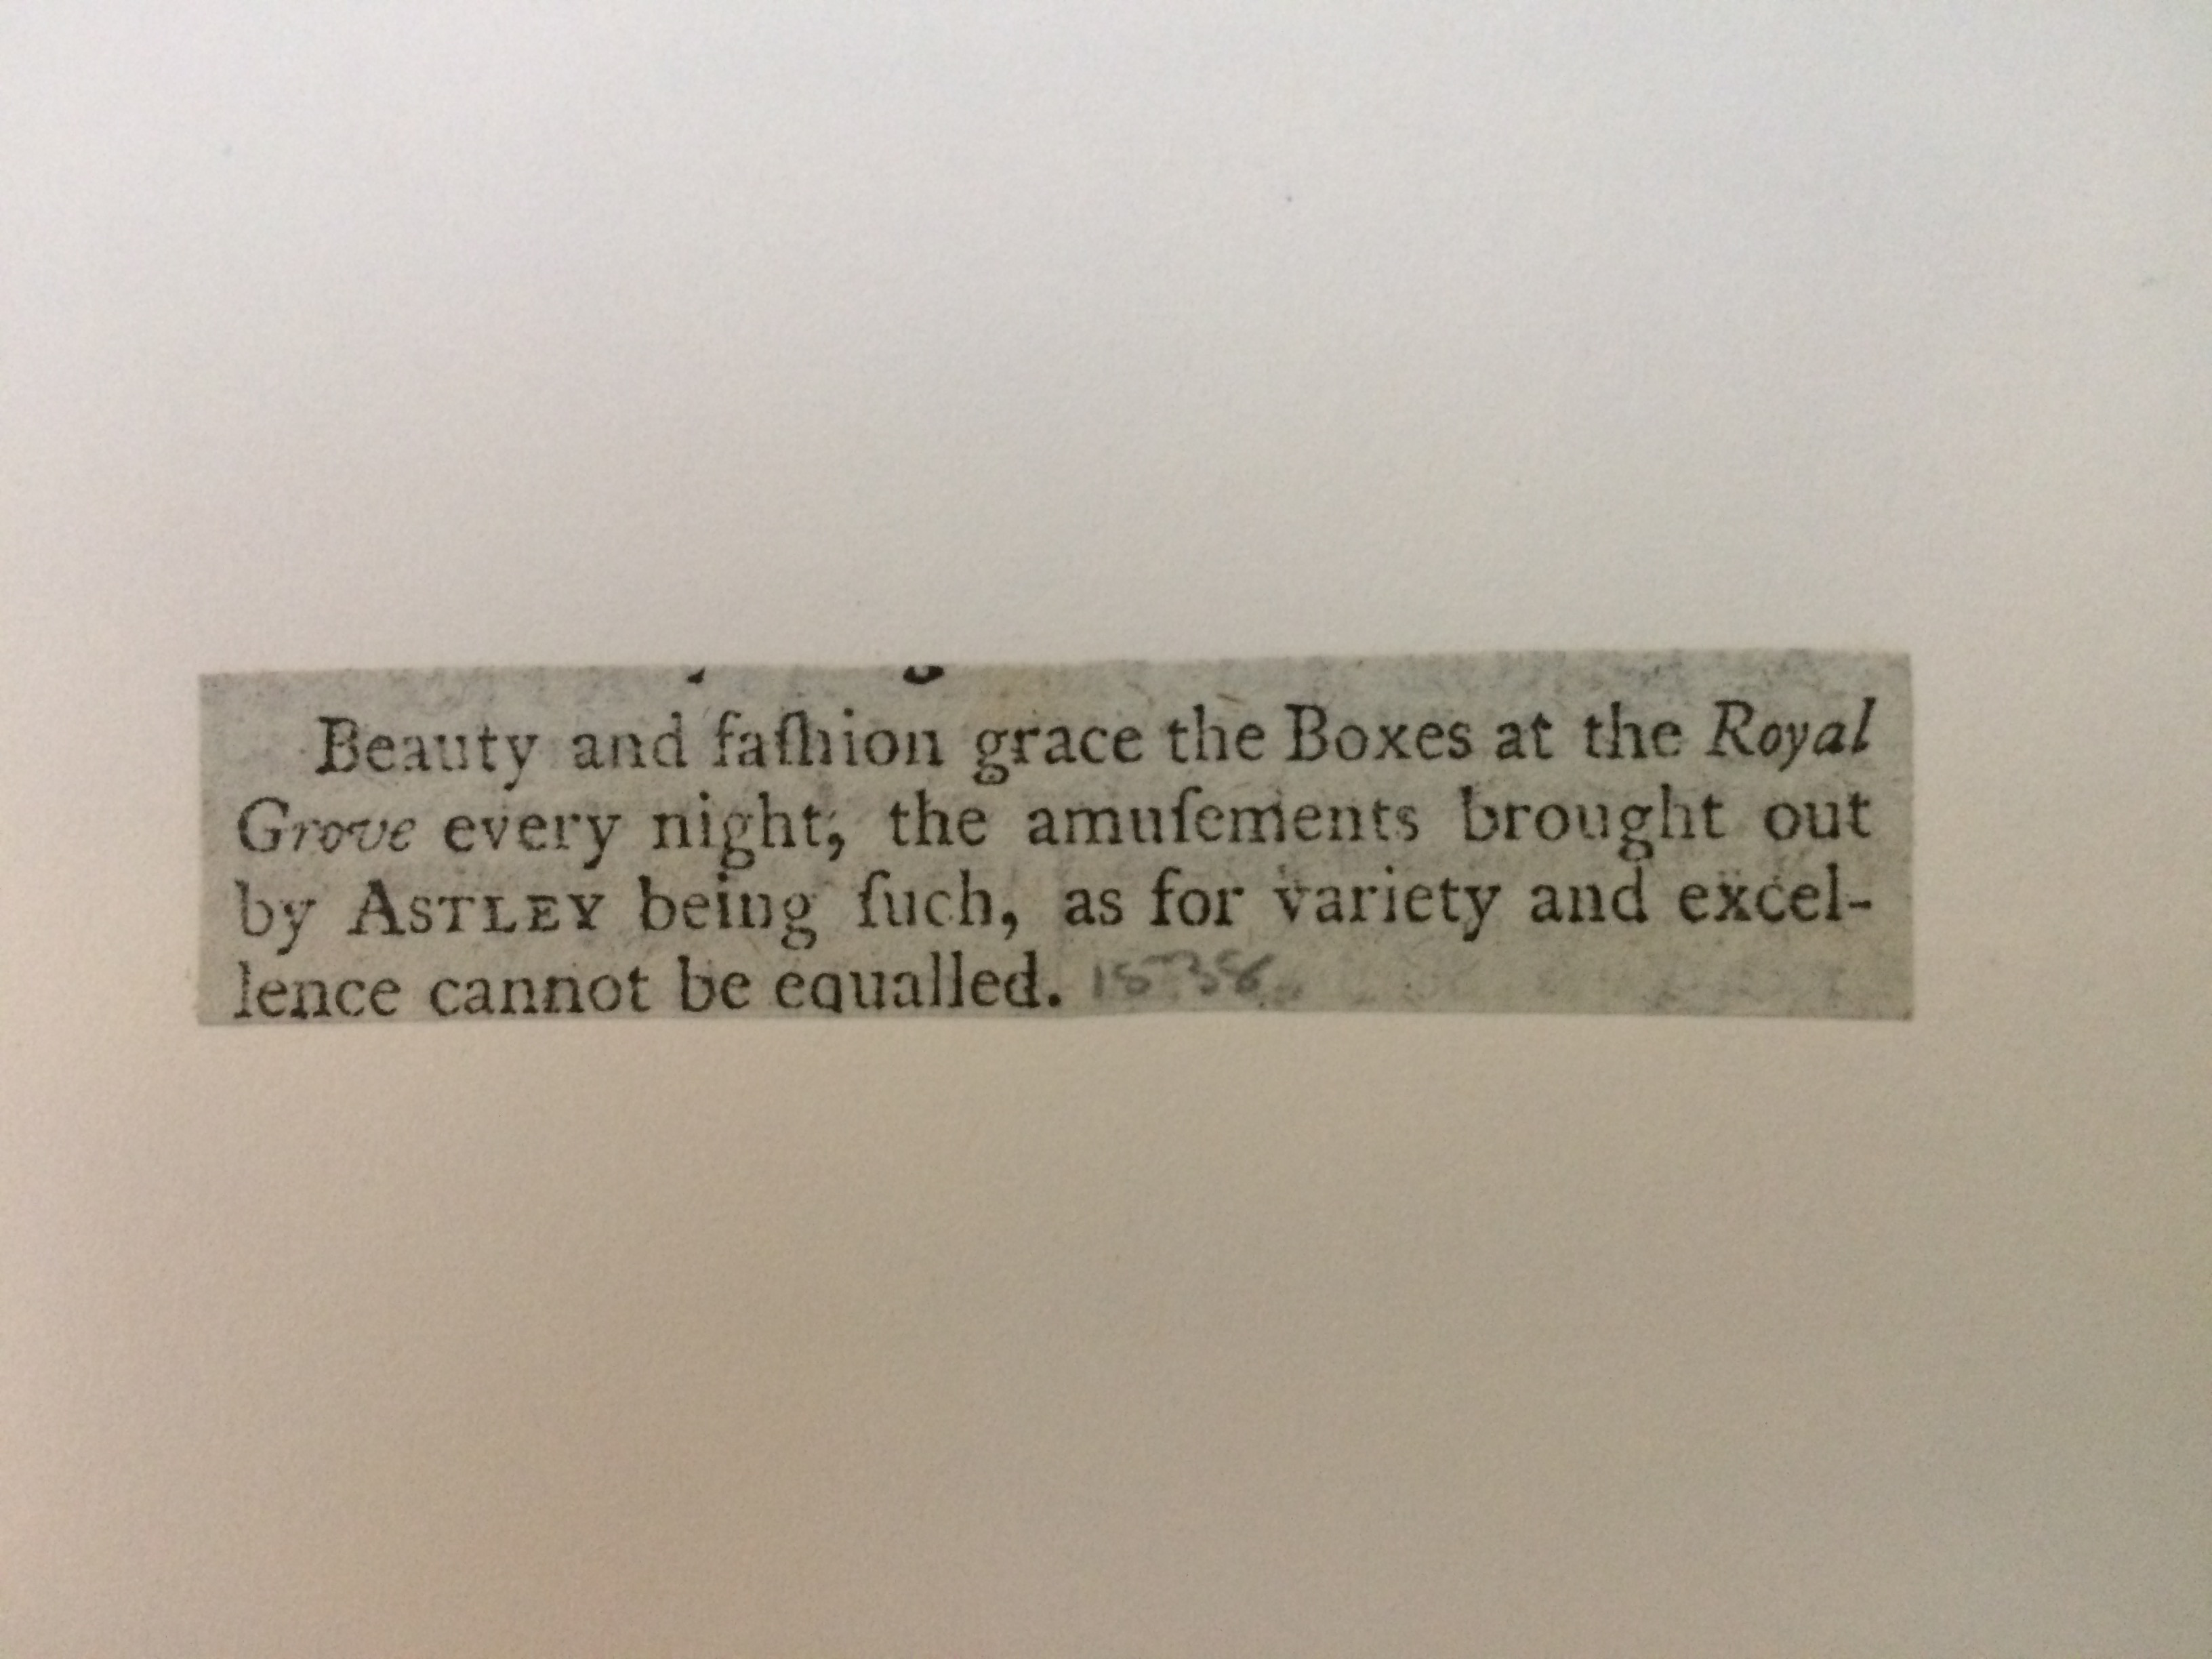 Beauty and faſhion grace the Boxes at the Royal
Grove every night; the amuſements brought out
by ASTLEY being ſuch, as for variety and excel-
lence cannot be equalled. 1538